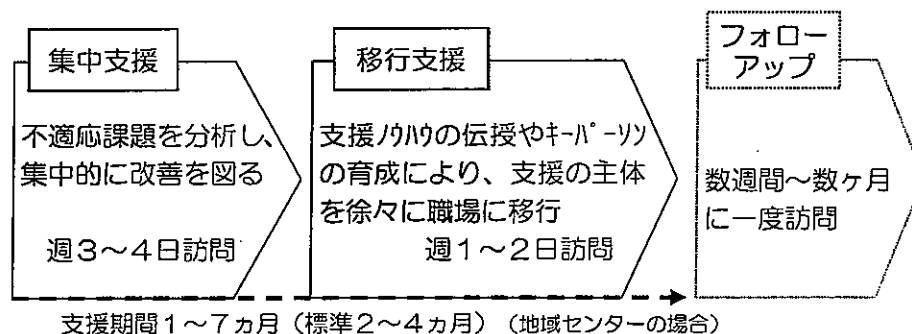 集中支援
不適応課題を分析し、
集中的に改善を図る
週3～4日訪問
移行支援
支援ﾉｳﾊｳの伝授やｷｰﾊﾟｰｿﾝ
の育成により、支援の主体
を徐々に職場に移行
週1～2日訪問
フォロー
アップ
数週間～数ヶ月
に一度訪問
支援期間1～7ヵ月（標準2～4ヵ月）（地域センターの場合）